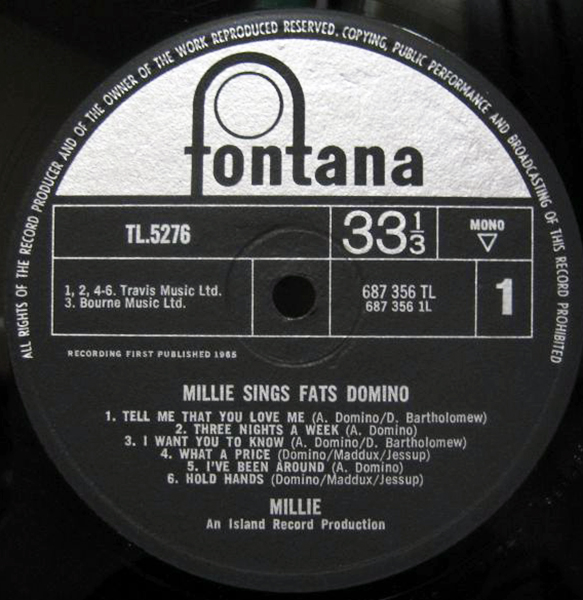 ALL RIGHTS OF THE RECORD PRODUCER AND OF THE OWNER OF THE WORK REPRODUCED RESERVED. COPYING, PUBLIC PERFORMANCE AND BROADCASTING OF THIS RECORD PROHIBITED
fontana
TL.5276
33 1/3
MONO
1, 2, 4-6. Travis Music Ltd.
3. Bourne Music Ltd.
687 356 TL
687 356 1L
1
RECORDING FIRST PUBLISHED 1965
MILLIE SINGS FATS DOMINO
1. TELL ME THAT YOU LOVE ME (A. Domino/D. Bartholomew)
2. THREE NIGHTS A WEEK (A. Domino)
3. I WANT YOU TO KNOW (A. Domino/D. Bartholomew)
4. WHAT A PRICE (Domino/Maddux/Jessup)
5. I'VE BEEN AROUND (A. Domino)
6. HOLD HANDS (Domino/Maddux/Jessup)
MILLIE
An Island Record Production